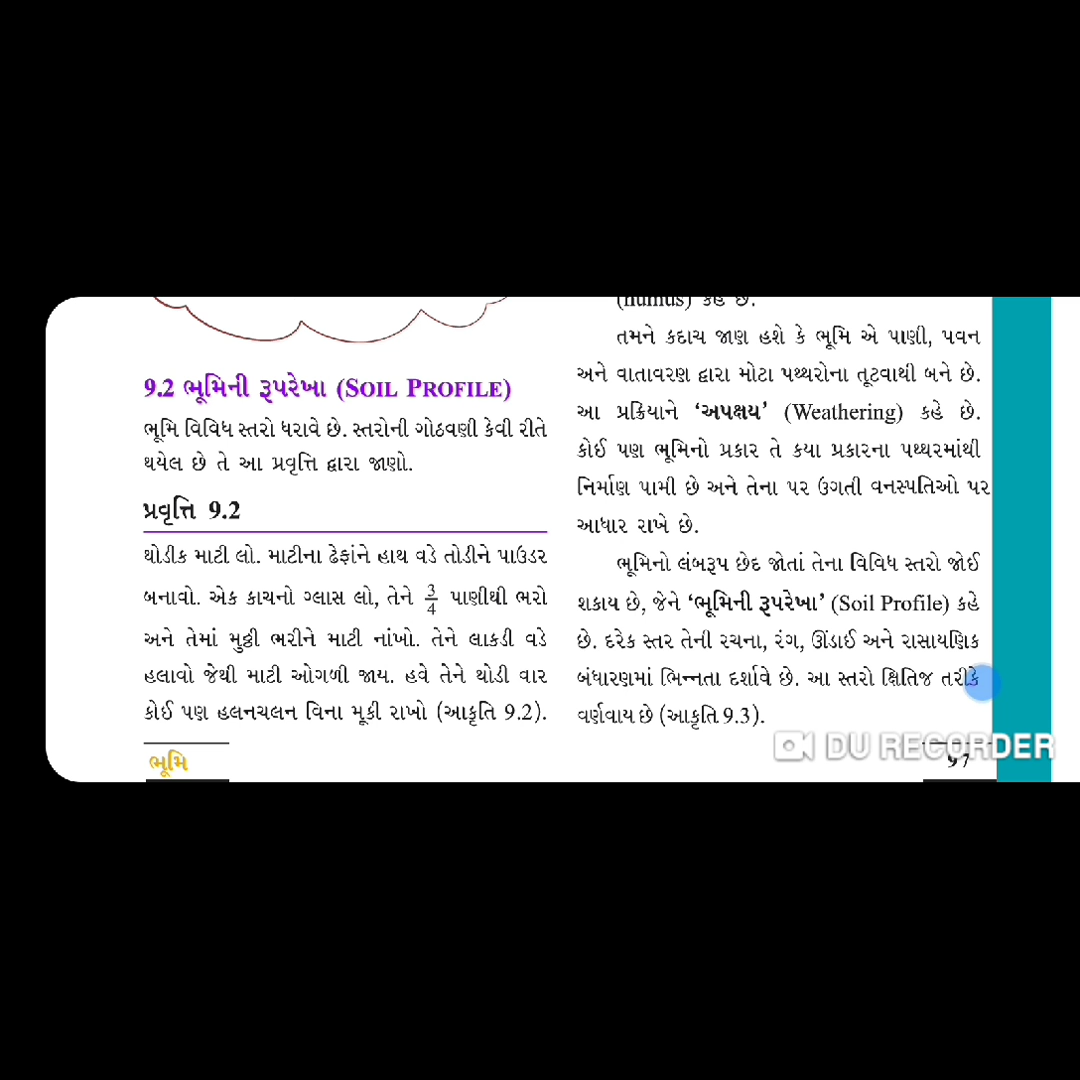 9.2 ભૂમિની રૂપરેખા (SOIL PROFILE)
ભૂમિ વિવિધ સ્તરો ધરાવે છે. સ્તરોની ગોઠવણી કેવી રીતે
થયેલ છે તે આ પ્રવૃત્તિ દ્વારા જાણો.
પ્રવૃત્તિ 9.2
થોડીક માટી લો. માટીના ઢેફાંને હાથ વડે તોડીને પાઉડર
બનાવો. એક કાચનો ગ્લાસ લો, તેને 3/4 પાણીથી ભરો
અને તેમાં મુઠ્ઠી ભરીને માટી નાંખો. તેને લાકડી વડે
હલાવો જેથી માટી ઓગળી જાય. હવે તેને થોડી વાર
કોઈ પણ હલનચલન વિના મૂકી રાખો (આકૃતિ 9.2).
ભૂમિ
(humus) કહે છે.
તમને કદાચ જાણ હશે કે ભૂમિ એ પાણી, પવન
અને વાતાવરણ દ્વારા મોટા પથ્થરોના તૂટવાથી બને છે.
આ પ્રક્રિયાને ‘અપક્ષય’ (Weathering) કહે છે.
કોઈ પણ ભૂમિનો પ્રકાર તે કયા પ્રકારના પથ્થરમાંથી
નિર્માણ પામી છે અને તેના પર ઉગતી વનસ્પતિઓ પર
આધાર રાખે છે.
ભૂમિનો લંબરૂપ છેદ જોતાં તેના વિવિધ સ્તરો જોઈ
શકાય છે, જેને ‘ભૂમિની રૂપરેખા’ (Soil Profile) કહે
છે. દરેક સ્તર તેની રચના, રંગ, ઊંડાઈ અને રાસાયણિક
બંધારણમાં ભિન્નતા દર્શાવે છે. આ સ્તરો ક્ષિતિજ તરીકે
વર્ણવાય છે (આકૃતિ 9.3).
DU RECORDER
97